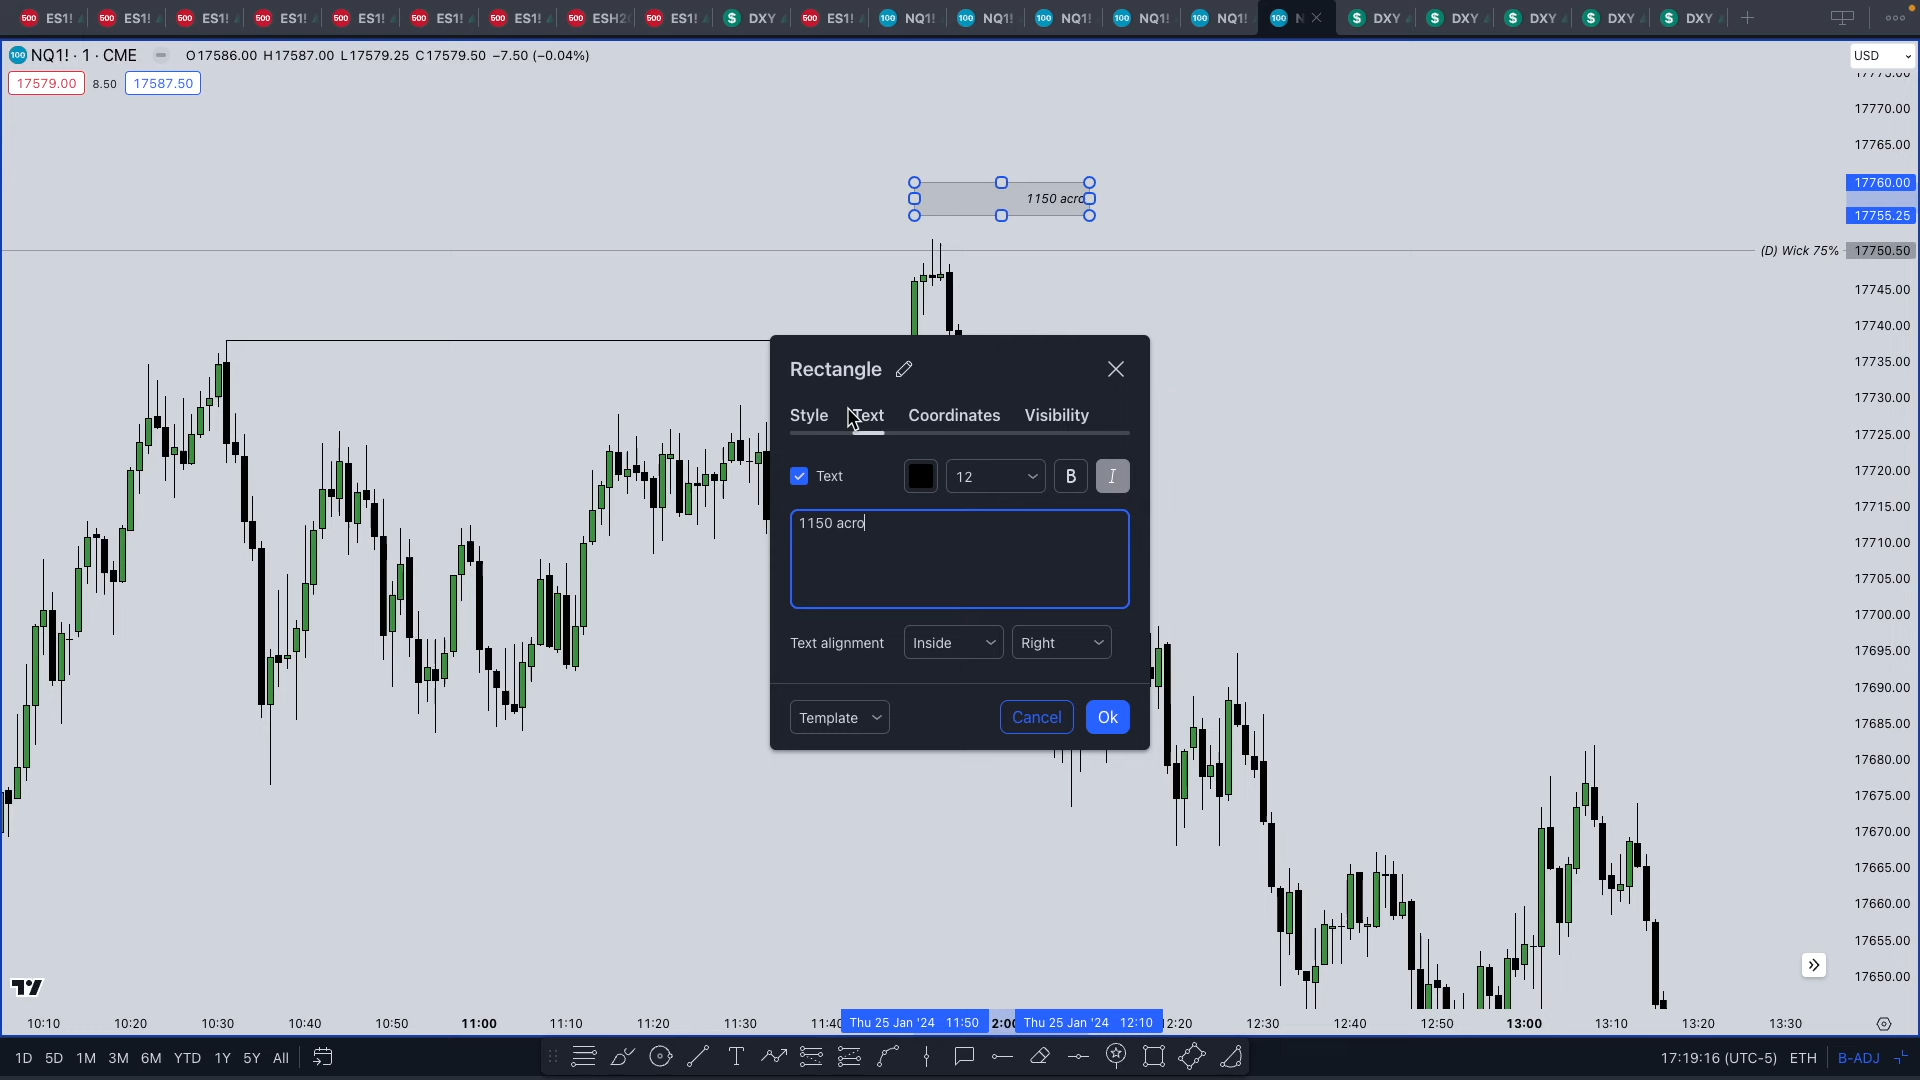 ES1! ES1! ES1! ES1! ES1! ES1! ES1! ESH2 ES1! DXY ES1! NQ1! NQ1! NQ1! NQ1! NQ1! N DXY DXY DXY DXY DXY
NQ1! · 1 · CME O17586.00 H17587.00 L17579.25 C17579.50 −7.50 (−0.04%)
USD
17579.00 8.50 17587.50
17775.00
17770.00
17765.00
17760.00
1150 acro
17755.25
(D) Wick 75% 17750.50
17745.00
17740.00
17735.00
17730.00
17725.00
17720.00
17715.00
17710.00
17705.00
17700.00
17695.00
17690.00
17685.00
17680.00
17675.00
17670.00
17665.00
17660.00
17655.00
17650.00
Rectangle
Style Text Coordinates Visibility
Text 12 B I
1150 acro
Text alignment Inside Right
Template Cancel Ok
10:10 10:20 10:30 10:40 10:50 11:00 11:10 11:20 11:30 11:40 Thu 25 Jan '24 11:50 2:00 Thu 25 Jan '24 12:10 2:20 12:30 12:40 12:50 13:00 13:10 13:20 13:30
1D 5D 1M 3M 6M YTD 1Y 5Y All 17:19:16 (UTC-5) ETH B-ADJ